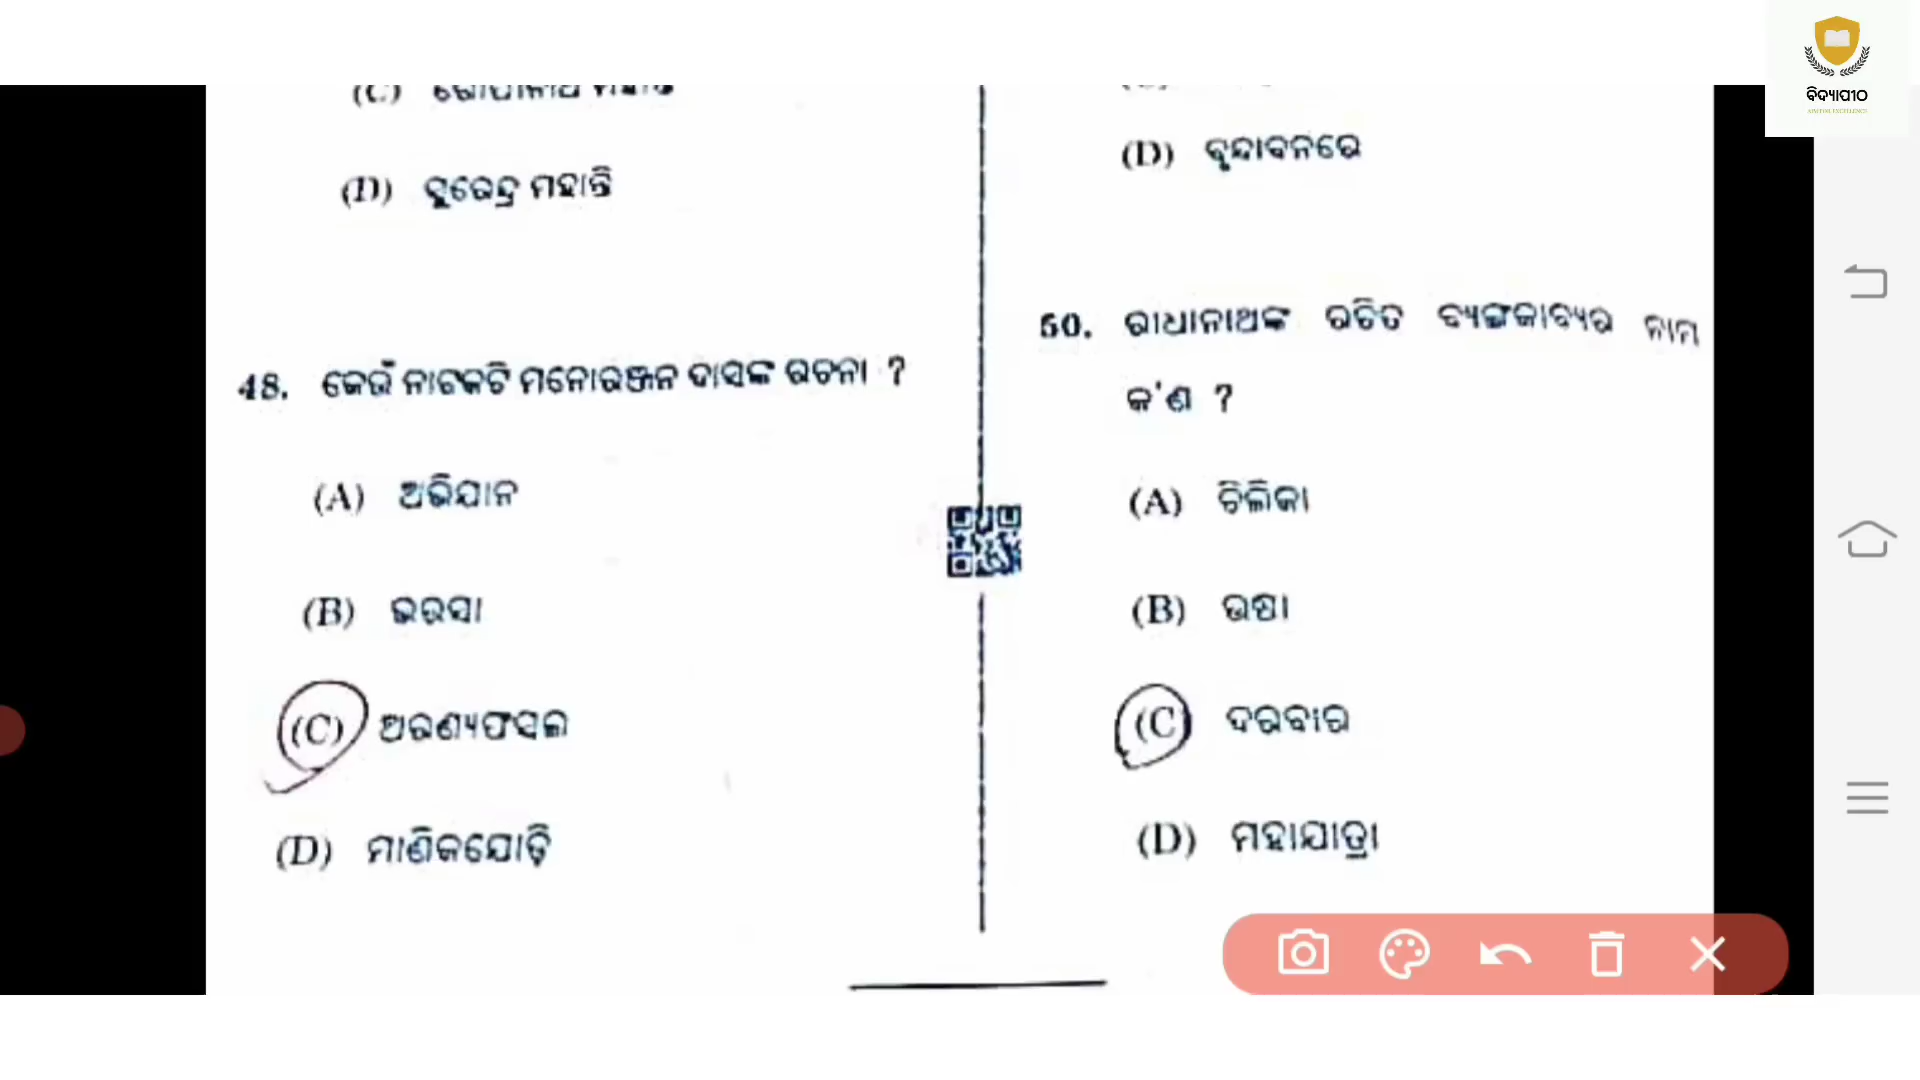 (D) ସୁରେନ୍ଦ୍ର ମହାନ୍ତି
48. କେଉଁ ନାଟକଟି ମନୋରଞ୍ଜନ ଦାସଙ୍କ ରଚନା ?
(A) ଅଭିଯାନ
(B) ଭରସା
(C) ଅରଣ୍ୟଫସଲ
(D) ମାଣିକଯୋଡ଼ି
(D) ବୃନ୍ଦାବନରେ
50. ରାଧାନାଥଙ୍କ ରଚିତ ବ୍ୟଙ୍ଗକାବ୍ୟର ନାମ
କ'ଣ ?
(A) ଚିଲିକା
(B) ଉଷା
(C) ଦରବାର
(D) ମହାଯାତ୍ରା
ବିଦ୍ୟାପୀଠ